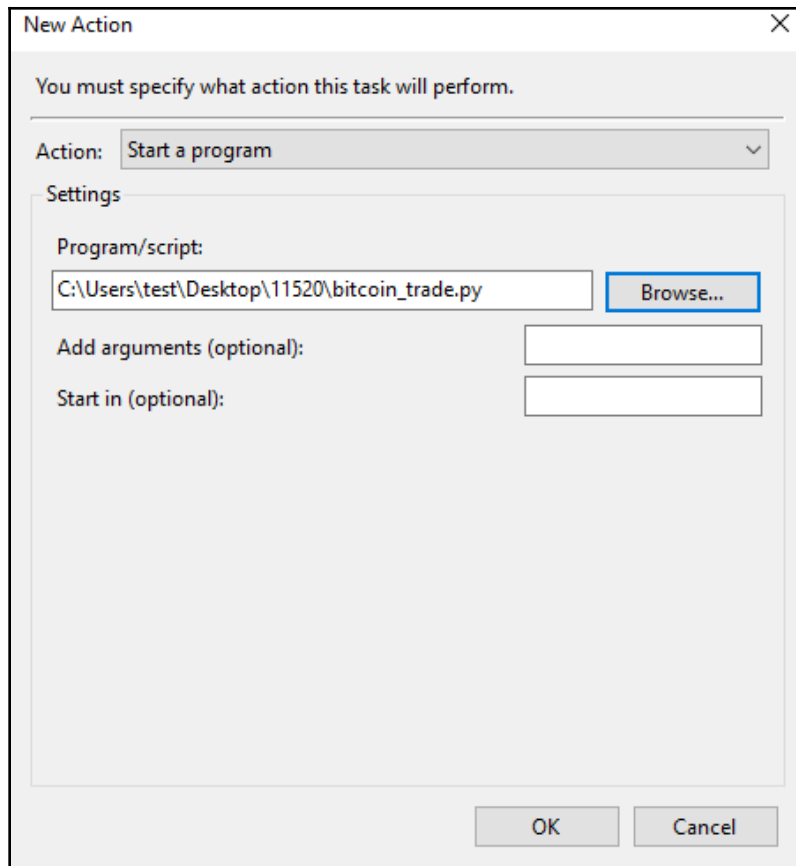 New Action
You must specify what action this task will perform.
Action: Start a program
Settings
Program/script:
C:\Users\test\Desktop\11520\bitcoin_trade.py Browse...
Add arguments (optional):
Start in (optional):
OK Cancel